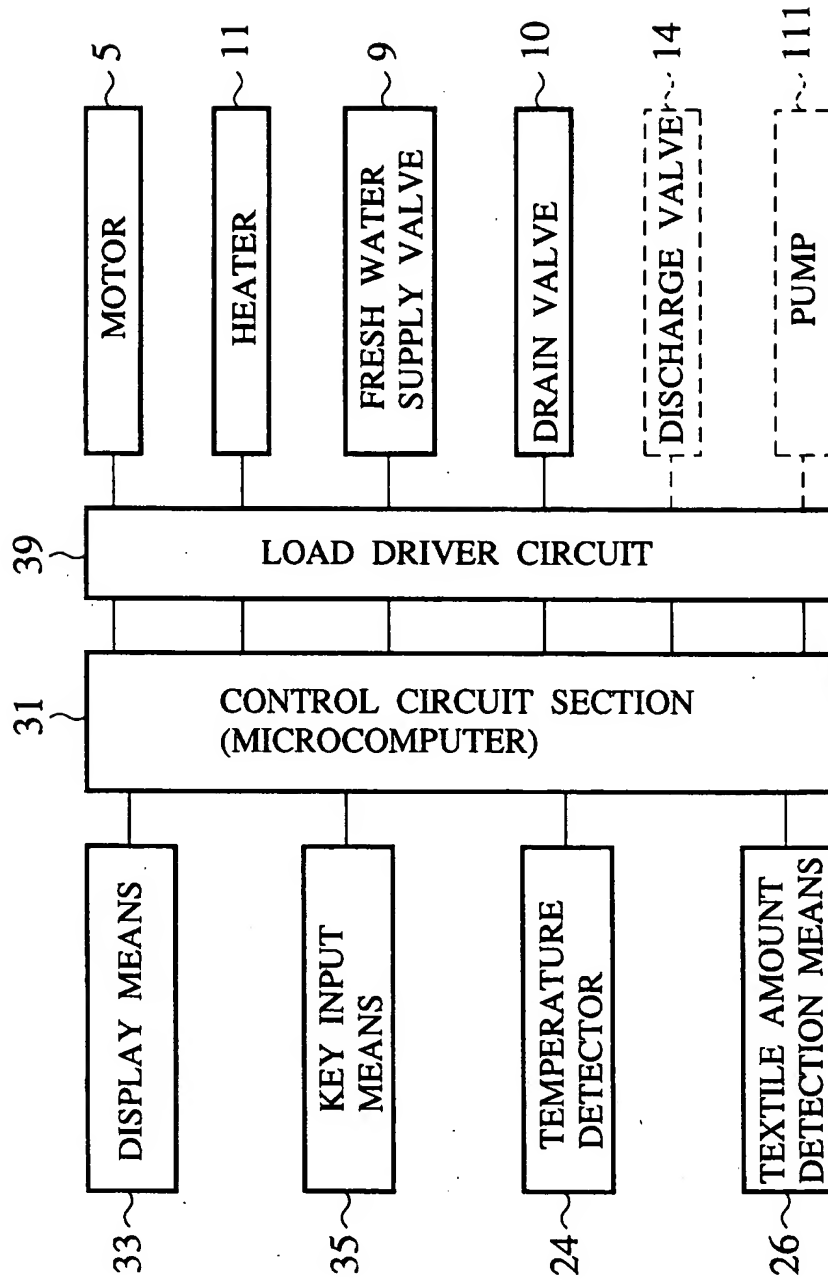 33
DISPLAY MEANS
35
KEY INPUT
MEANS
24
TEMPERATURE
DETECTOR
26
TEXTILE AMOUNT
DETECTION MEANS
31
CONTROL CIRCUIT SECTION
(MICROCOMPUTER)
39
LOAD DRIVER CIRCUIT
MOTOR
5
HEATER
11
FRESH WATER
SUPPLY VALVE
9
DRAIN VALVE
10
DISCHARGE VALVE
14
PUMP
111